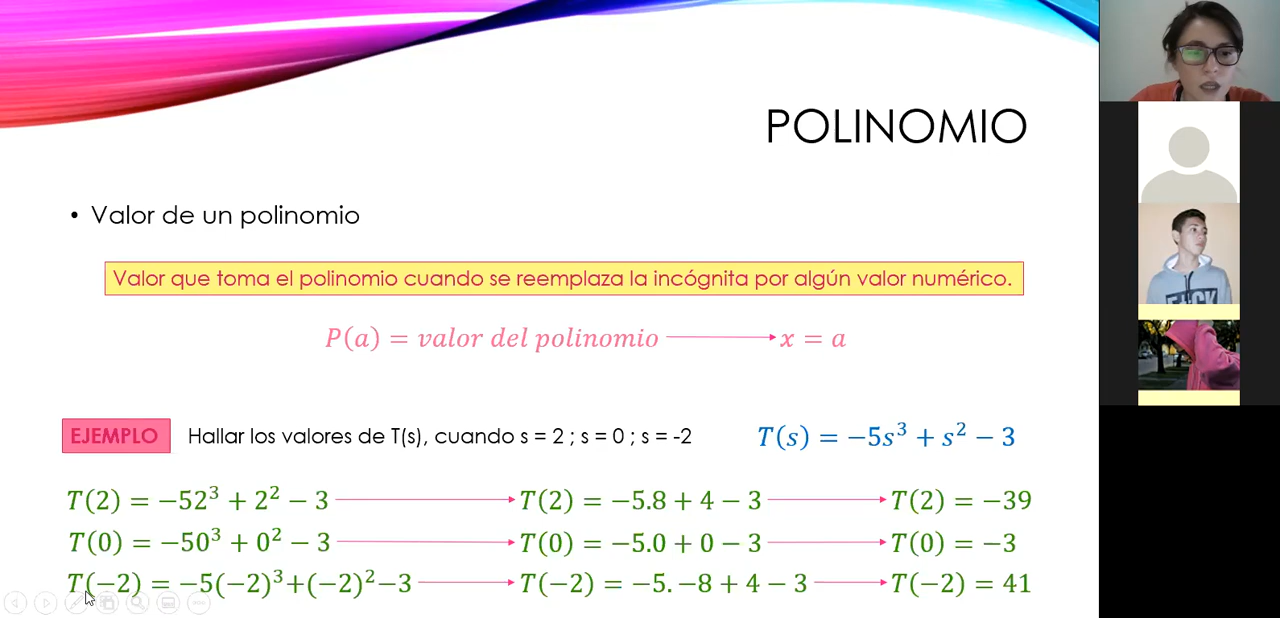 POLINOMIO
• Valor de un polinomio
Valor que toma el polinomio cuando se reemplaza la incógnita por algún valor numérico.
P(a) = valor del polinomio ⟶ x = a
EJEMPLO Hallar los valores de T(s), cuando s = 2 ; s = 0 ; s = -2 T(s) = −5s³ + s² − 3
T(2) = −52³ + 2² − 3 ⟶ T(2) = −5.8 + 4 − 3 ⟶ T(2) = −39
T(0) = −50³ + 0² − 3 ⟶ T(0) = −5.0 + 0 − 3 ⟶ T(0) = −3
T(−2) = −5(−2)³+(−2)²−3 ⟶ T(−2) = −5. −8 + 4 − 3 ⟶ T(−2) = 41